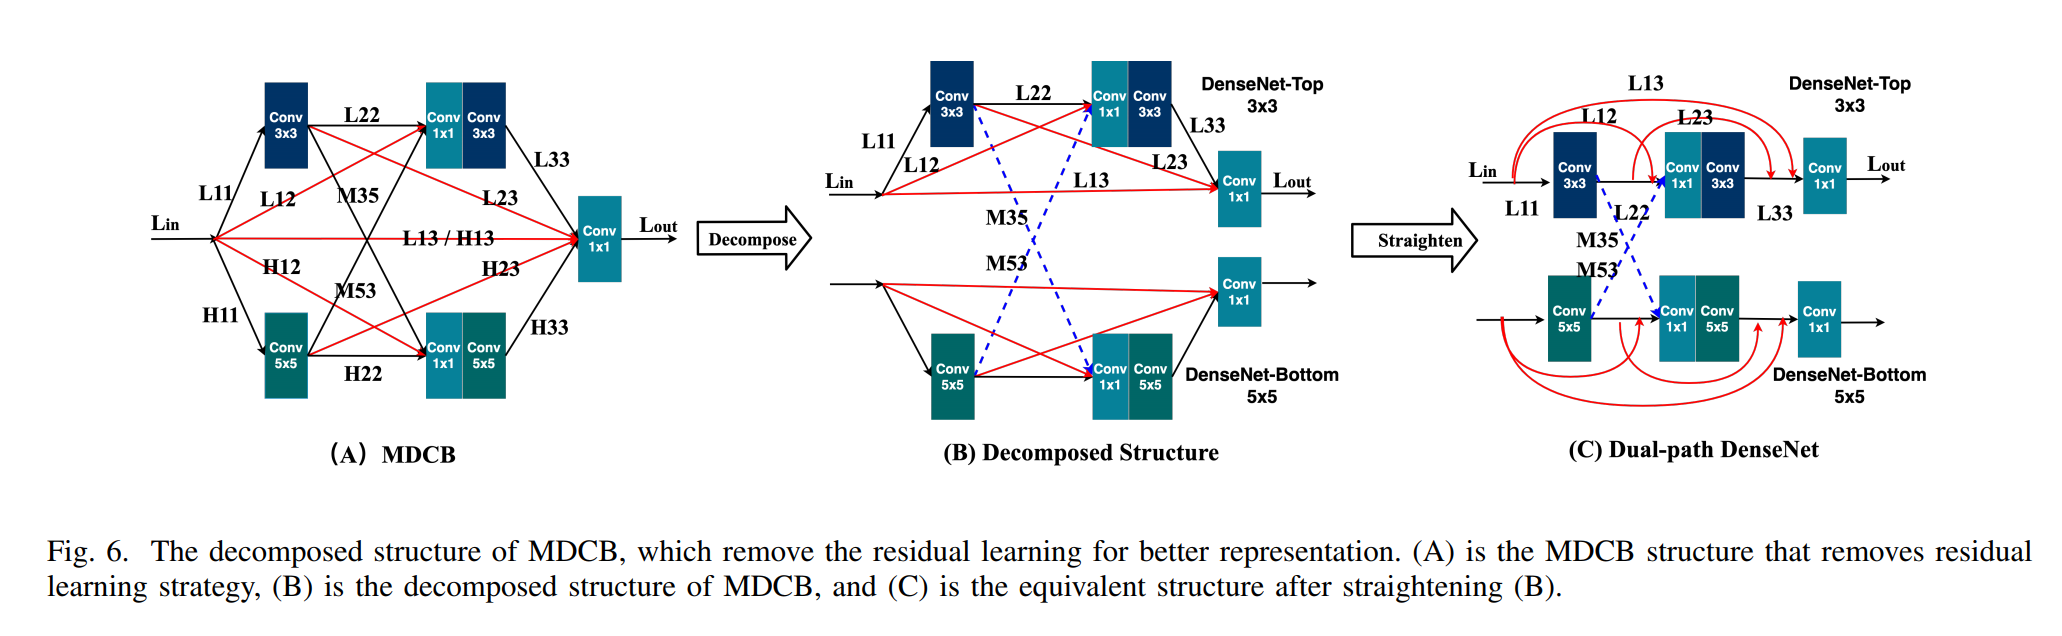 Lin
L11
L12
L22
M35
L33
L23
L13 / H13
H12
H23
M53
H11
H22
H33
Lout
Conv
3x3
Conv
1x1
Conv
3x3
Conv
1x1
Conv
5x5
Conv
1x1
Conv
5x5
(A) MDCB
Decompose
Lin
L11
L12
L22
L33
L23
L13
M35
M53
Lout
Conv
3x3
Conv
1x1
Conv
3x3
DenseNet-Top
3x3
Conv
1x1
Conv
1x1
Conv
5x5
Conv
1x1
Conv
5x5
DenseNet-Bottom
5x5
(B) Decomposed Structure
Straighten
L13
L12
L23
DenseNet-Top
3x3
Lin
Conv
3x3
Conv
1x1
Conv
3x3
Conv
1x1
Lout
L11
L22
L33
M35
M53
Conv
5x5
Conv
1x1
Conv
5x5
Conv
1x1
DenseNet-Bottom
5x5
(C) Dual-path DenseNet
Fig. 6. The decomposed structure of MDCB, which remove the residual learning for better representation. (A) is the MDCB structure that removes residual
learning strategy, (B) is the decomposed structure of MDCB, and (C) is the equivalent structure after straightening (B).